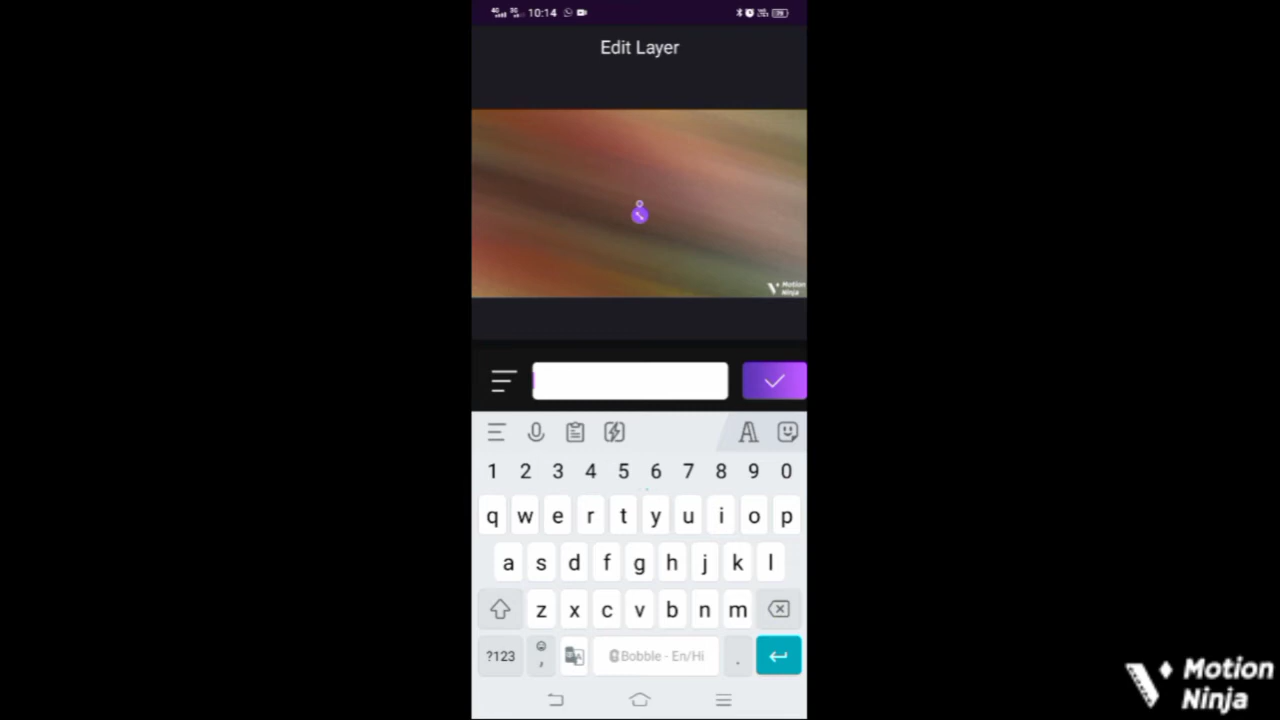 10:14
Edit Layer
Motion
Ninja
1 2 3 4 5 6 7 8 9 0
q w e r t y u i o p
a s d f g h j k l
z x c v b n m
?123 , Bobble - En/Hi .
Motion
Ninja